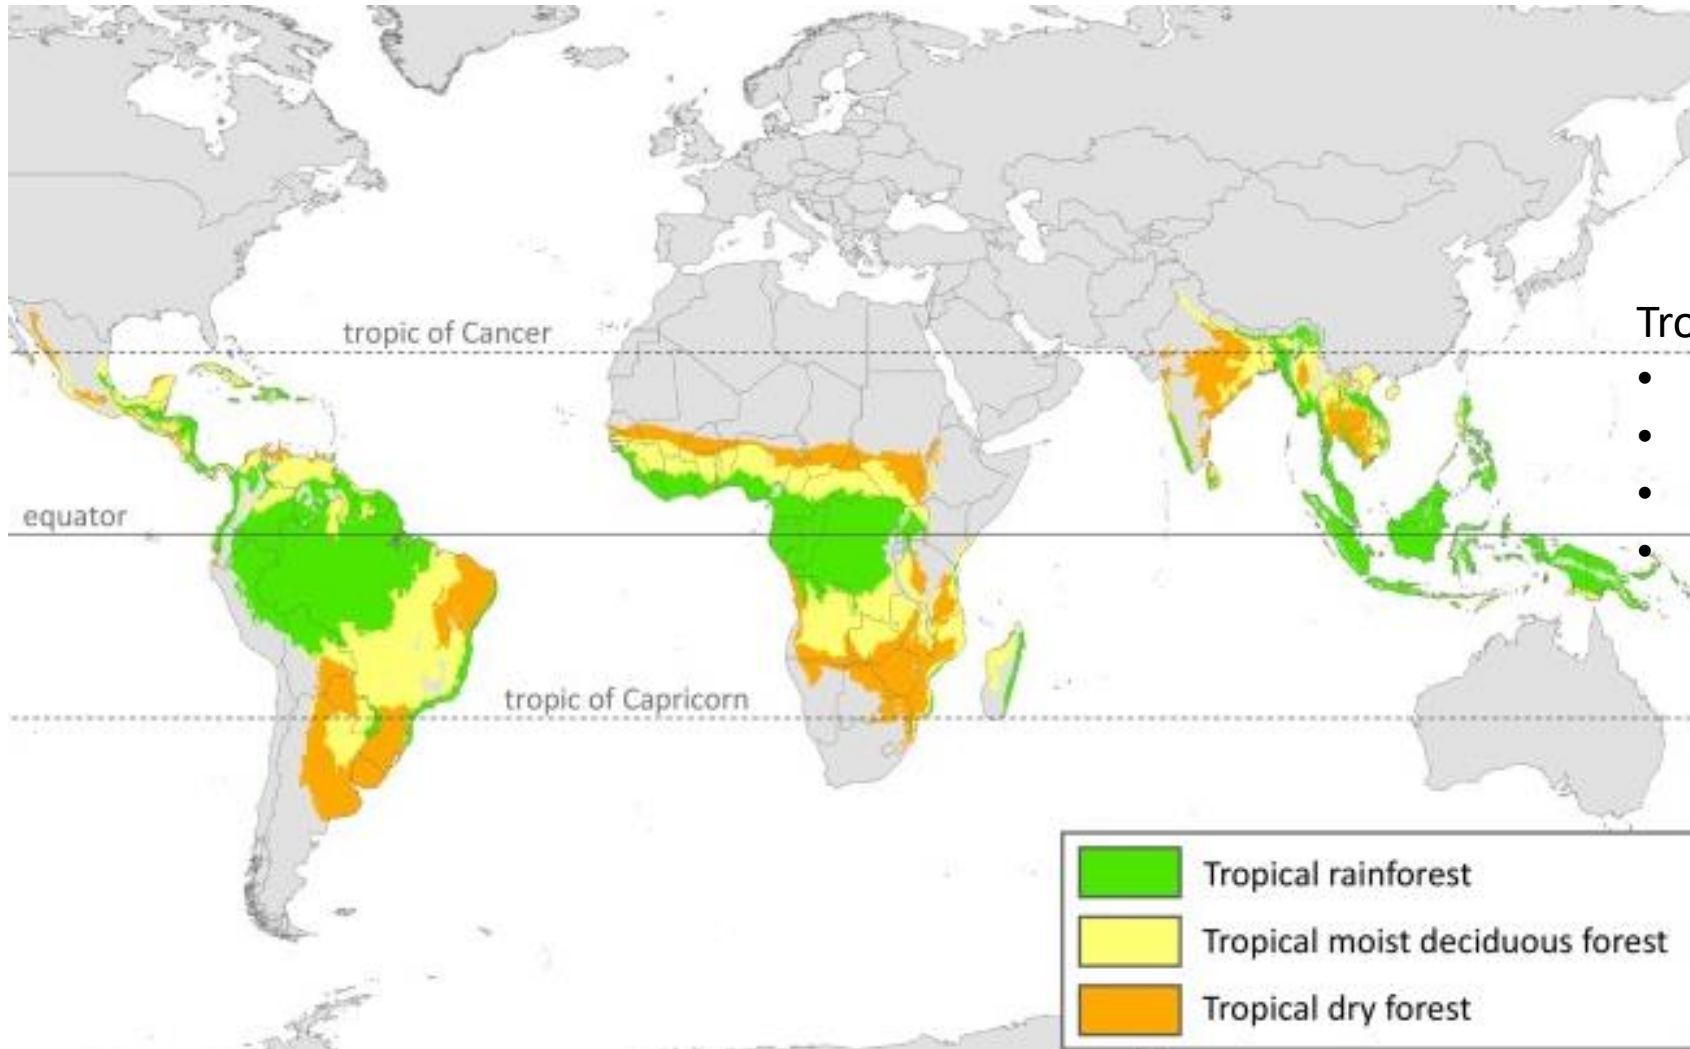 tropic of Cancer
Tro
•
•
•
•
equator
tropic of Capricorn
Tropical rainforest
Tropical moist deciduous forest
Tropical dry forest